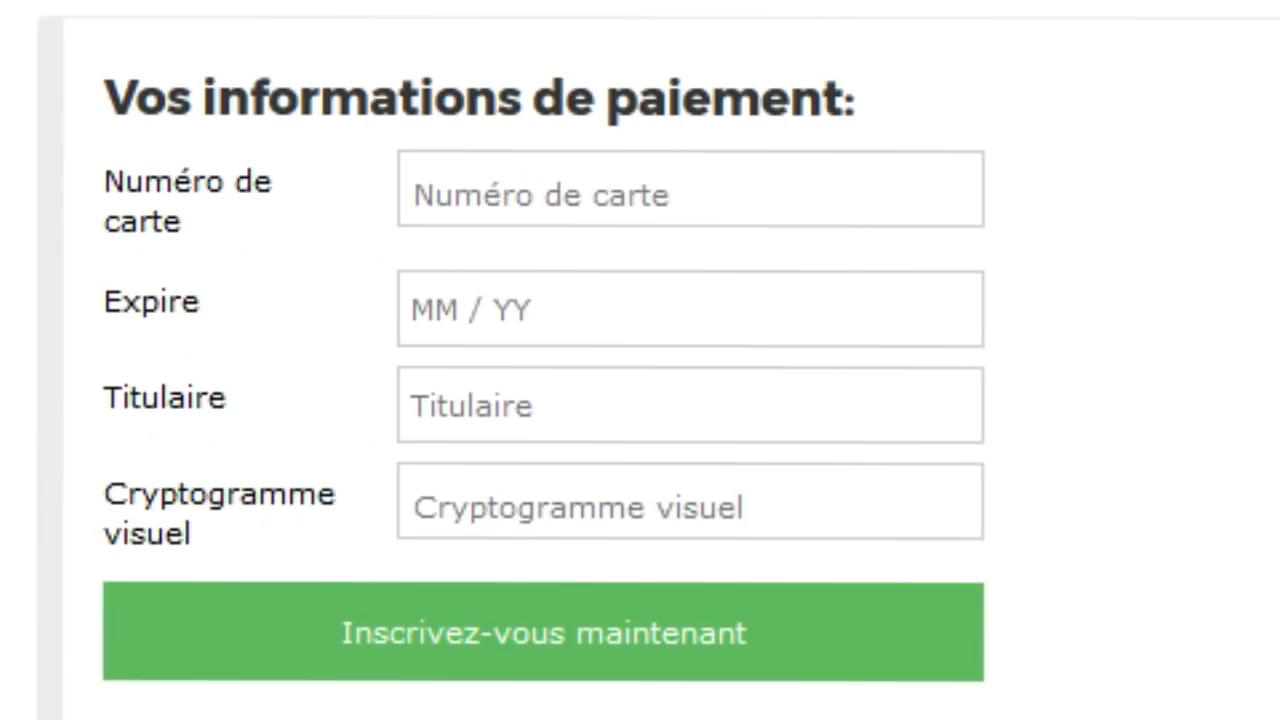 Vos informations de paiement:
Numéro de
carte
Numéro de carte
Expire
MM / YY
Titulaire
Titulaire
Cryptogramme
visuel
Cryptogramme visuel
Inscrivez-vous maintenant